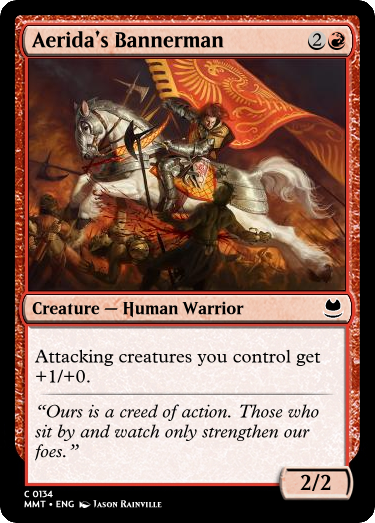 Aerida's Bannerman 2
Creature — Human Warrior
Attacking creatures you control get
+1/+0.
“Ours is a creed of action. Those who
sit by and watch only strengthen our
foes.”
2/2
C 0134
MMT • ENG Jason Rainville